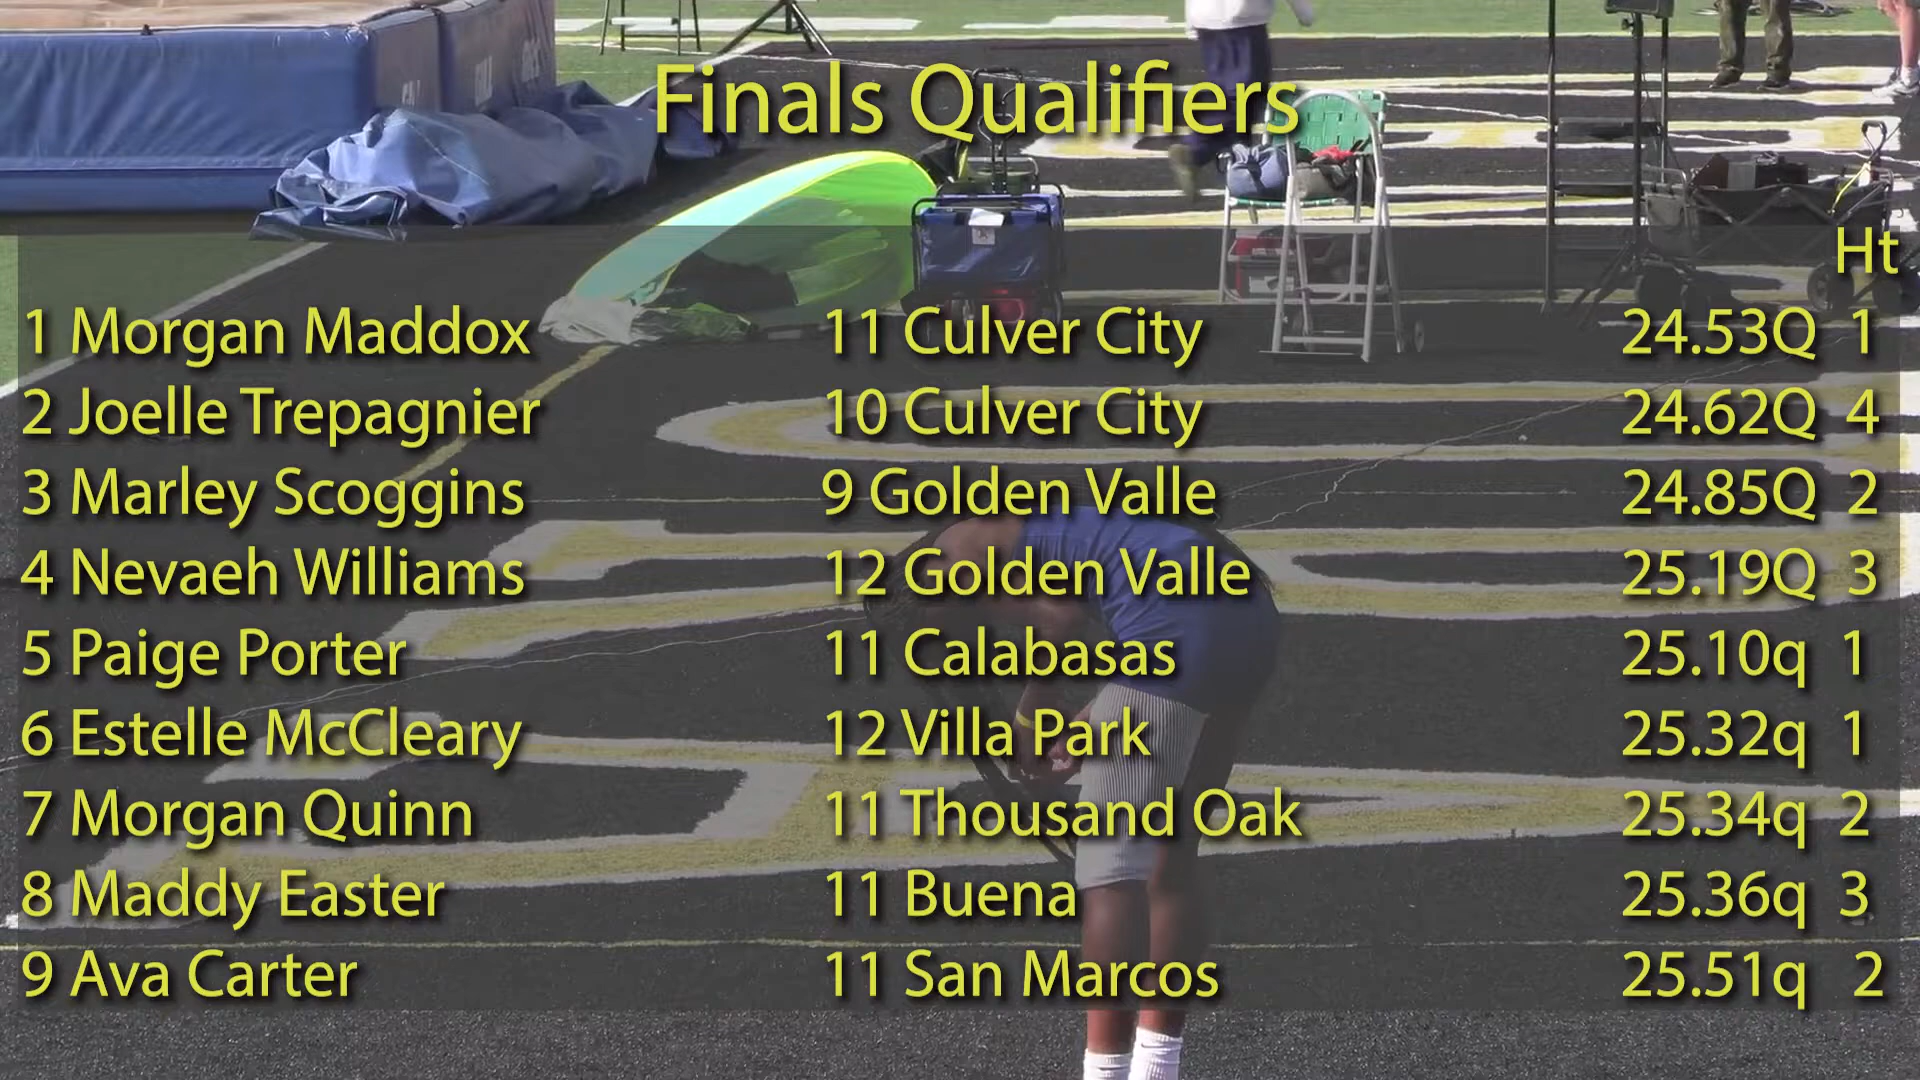 Finals Qualifiers
Ht
1 Morgan Maddox 11 Culver City 24.53Q 1
2 Joelle Trepagnier 10 Culver City 24.62Q 4
3 Marley Scoggins 9 Golden Valle 24.85Q 2
4 Nevaeh Williams 12 Golden Valle 25.19Q 3
5 Paige Porter 11 Calabasas 25.10q 1
6 Estelle McCleary 12 Villa Park 25.32q 1
7 Morgan Quinn 11 Thousand Oak 25.34q 2
8 Maddy Easter 11 Buena 25.36q 3
9 Ava Carter 11 San Marcos 25.51q 2